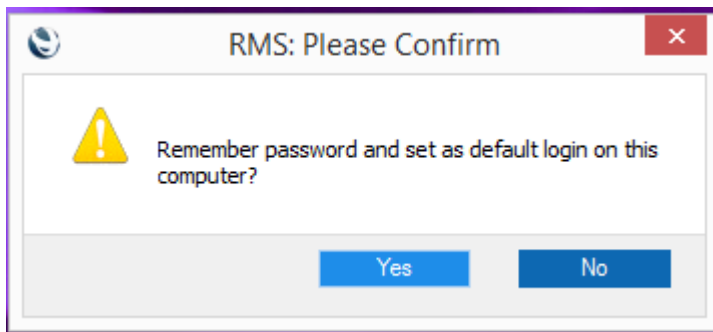 RMS: Please Confirm
Remember password and set as default login on this
computer?
Yes
No